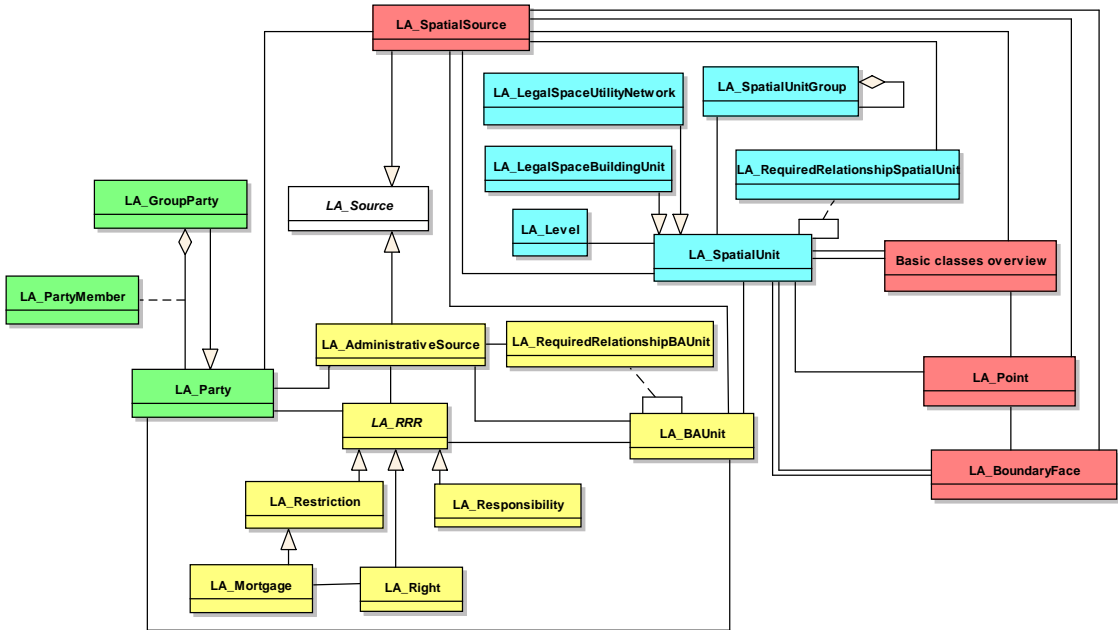 LA_SpatialSource
LA_LegalSpaceUtilityNetwork
LA_SpatialUnitGroup
LA_LegalSpaceBuildingUnit
LA_RequiredRelationshipSpatialUnit
LA_GroupParty
LA_Source
LA_Level
LA_SpatialUnit
Basic classes overview
LA_PartyMember
LA_AdministrativeSource
LA_RequiredRelationshipBAUnit
LA_Party
LA_Point
LA_RRR
LA_BAUnit
LA_BoundaryFace
LA_Restriction
LA_Responsibility
LA_Mortgage
LA_Right